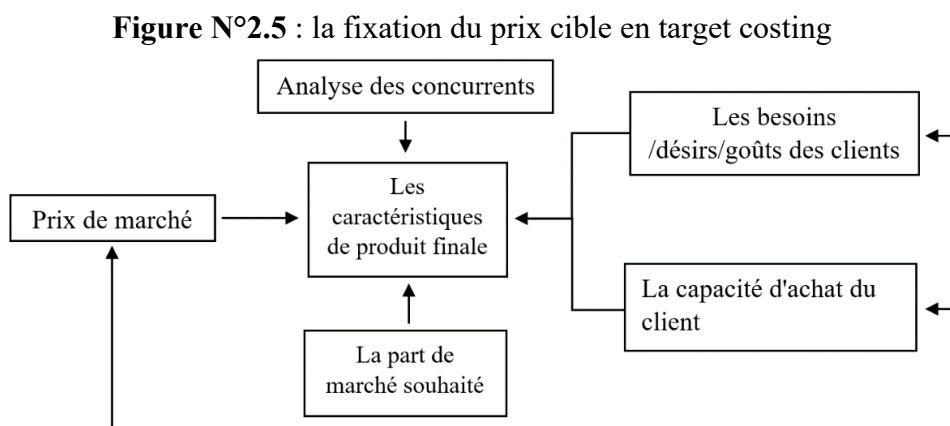 Figure N°2.5 : la fixation du prix cible en target costing
Analyse des concurrents
Les besoins
/désirs/goûts des clients
Les
caractéristiques
de produit finale
Prix de marché
La capacité d'achat du
client
La part de
marché souhaité